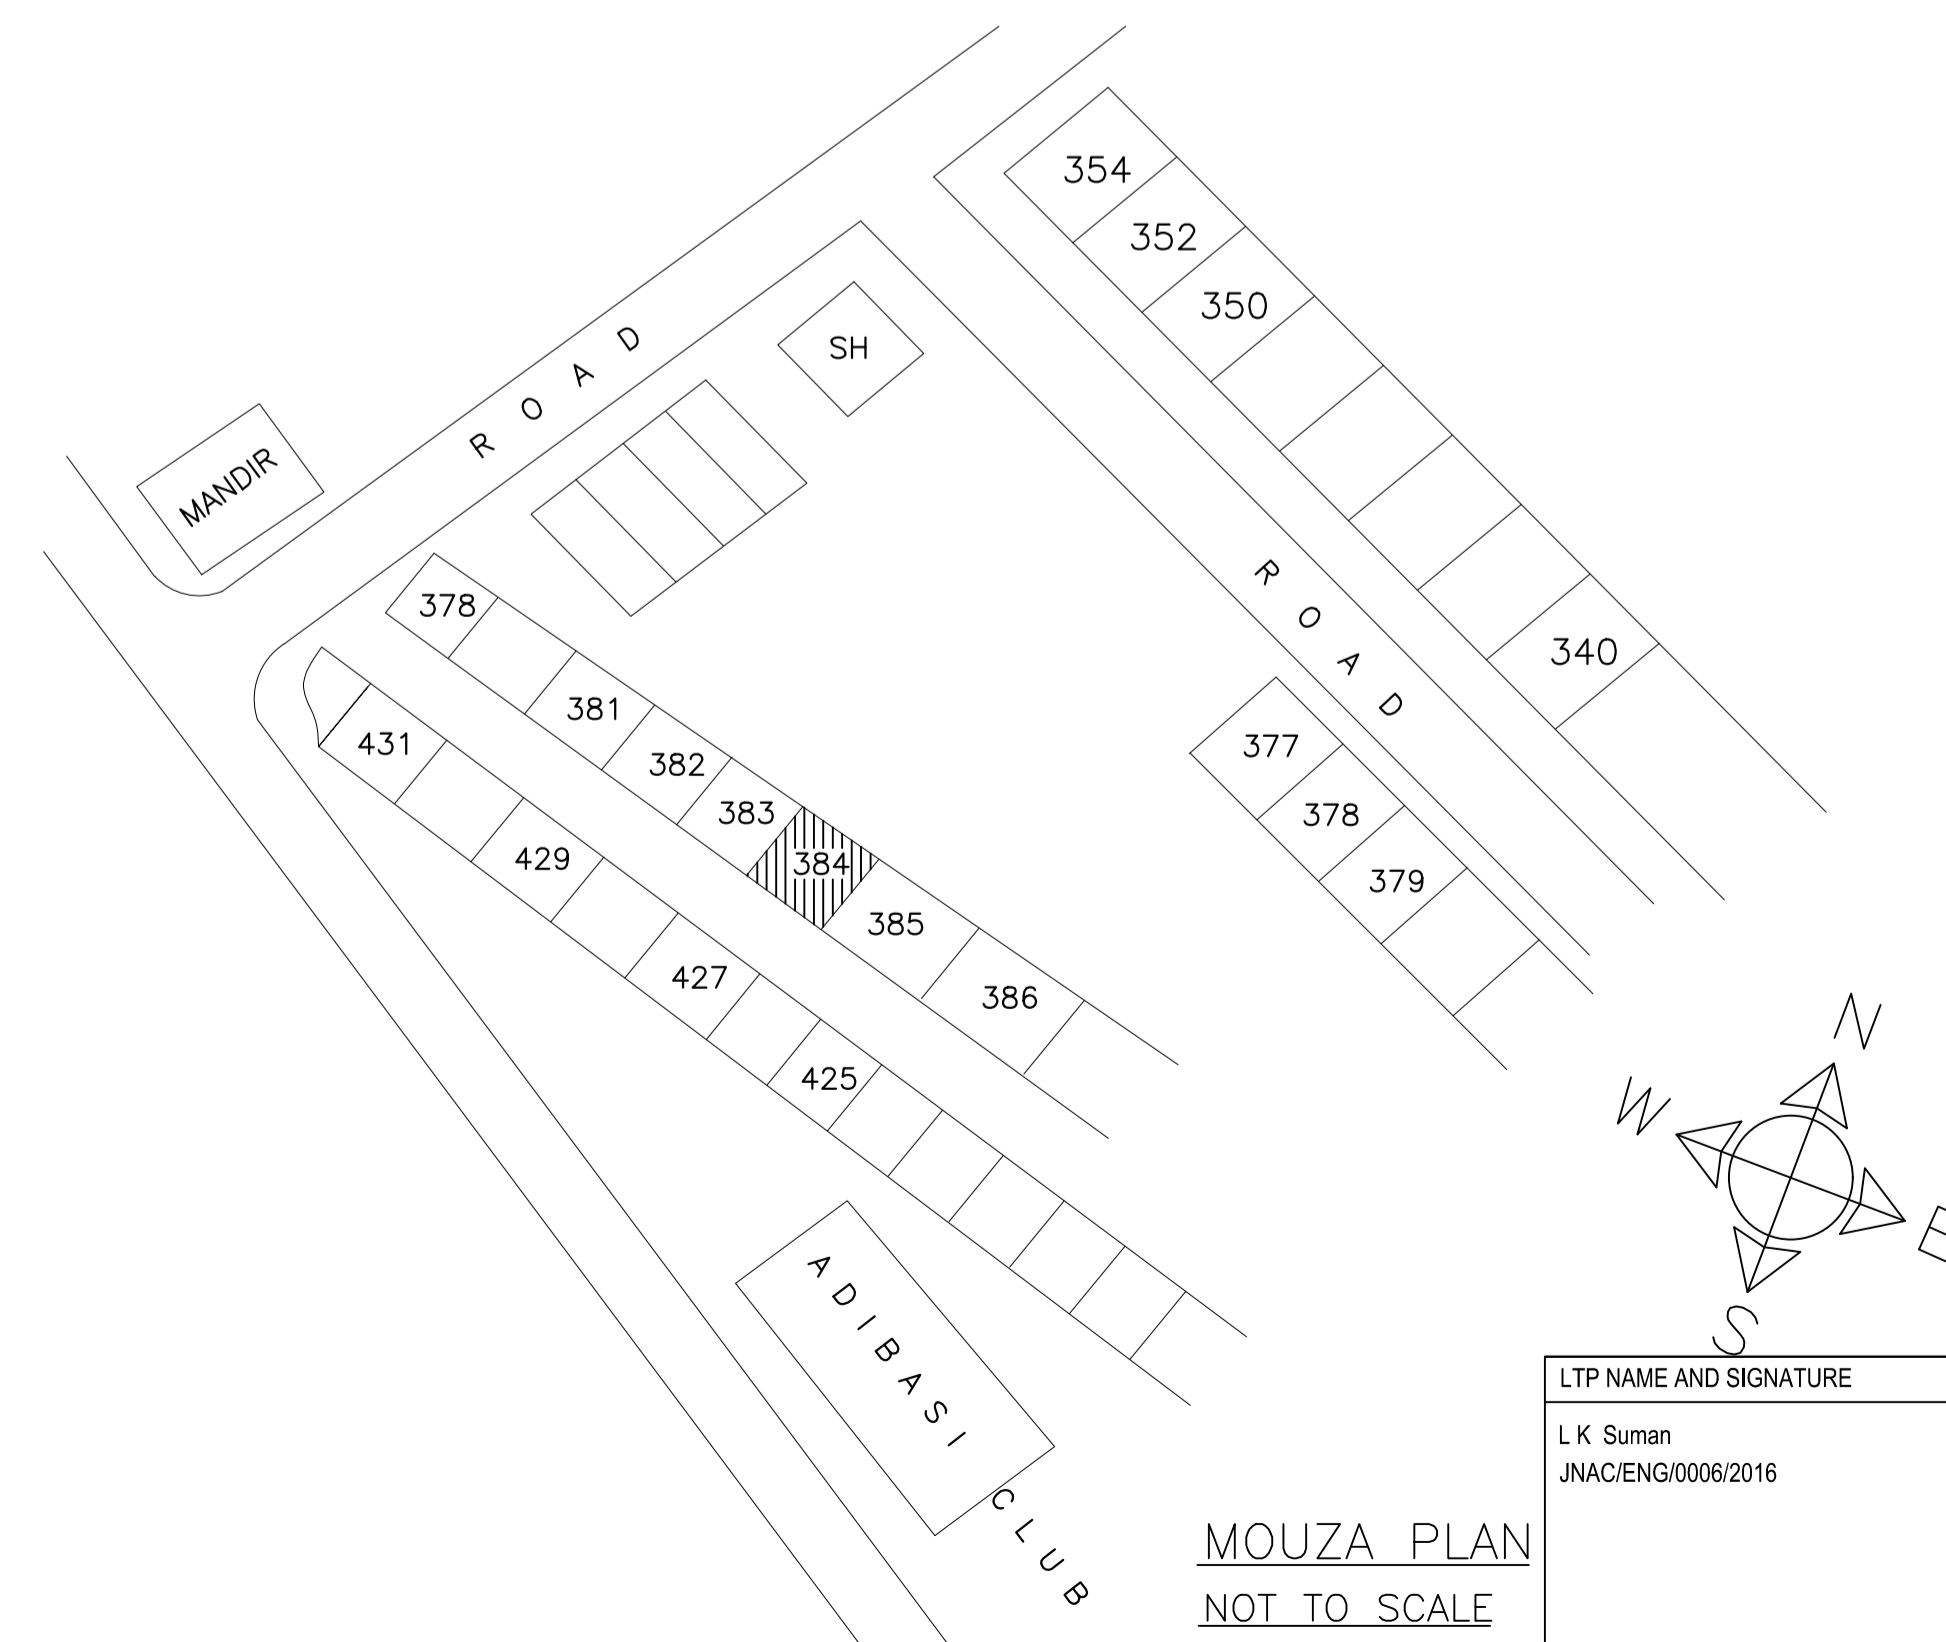 354
352
350
SH
ROAD
MANDIR
378
381
382
383
384
385
386
431
429
427
425
ROAD
340
377
378
379
N
W
E
S
ADIBASI CLUB
LTP NAME AND SIGNATURE
L K Suman
JNAC/ENG/0006/2016
MOUZA PLAN
NOT TO SCALE